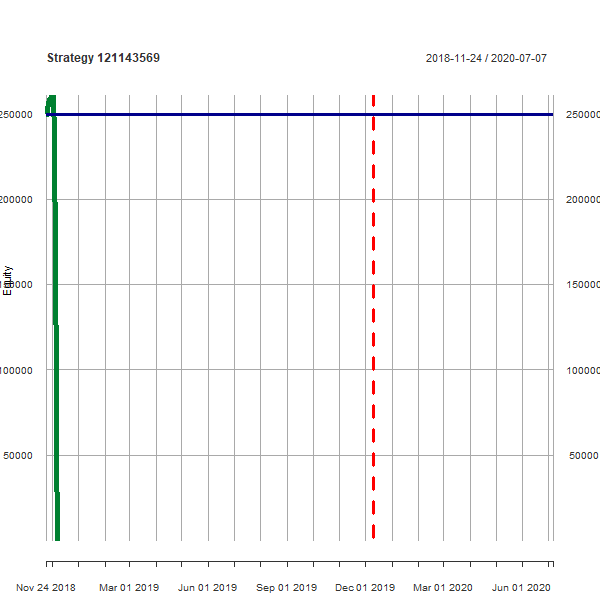 Strategy 121143569
2018-11-24 / 2020-07-07
250000 250000
200000 200000
Equity
150000
100000 100000
50000 50000
Nov 24 2018 Mar 01 2019 Jun 01 2019 Sep 01 2019 Dec 01 2019 Mar 01 2020 Jun 01 2020